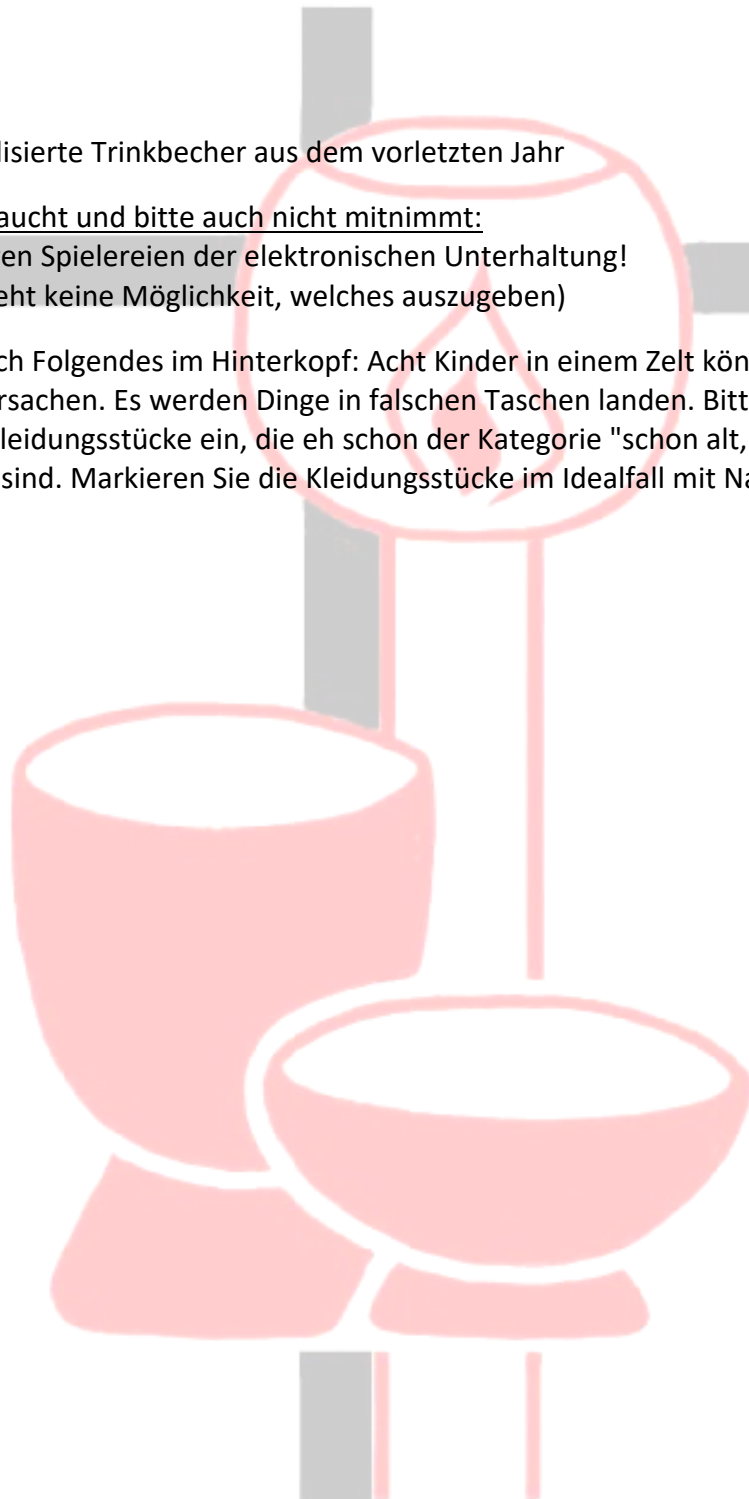 lisierte Trinkbecher aus dem vorletzten Jahr
aucht und bitte auch nicht mitnimmt:
en Spielereien der elektronischen Unterhaltung!
eht keine Möglichkeit, welches auszugeben)
ch Folgendes im Hinterkopf: Acht Kinder in einem Zelt kön
rsachen. Es werden Dinge in falschen Taschen landen. Bitt
leidungsstücke ein, die eh schon der Kategorie "schon alt,
sind. Markieren Sie die Kleidungsstücke im Idealfall mit Na